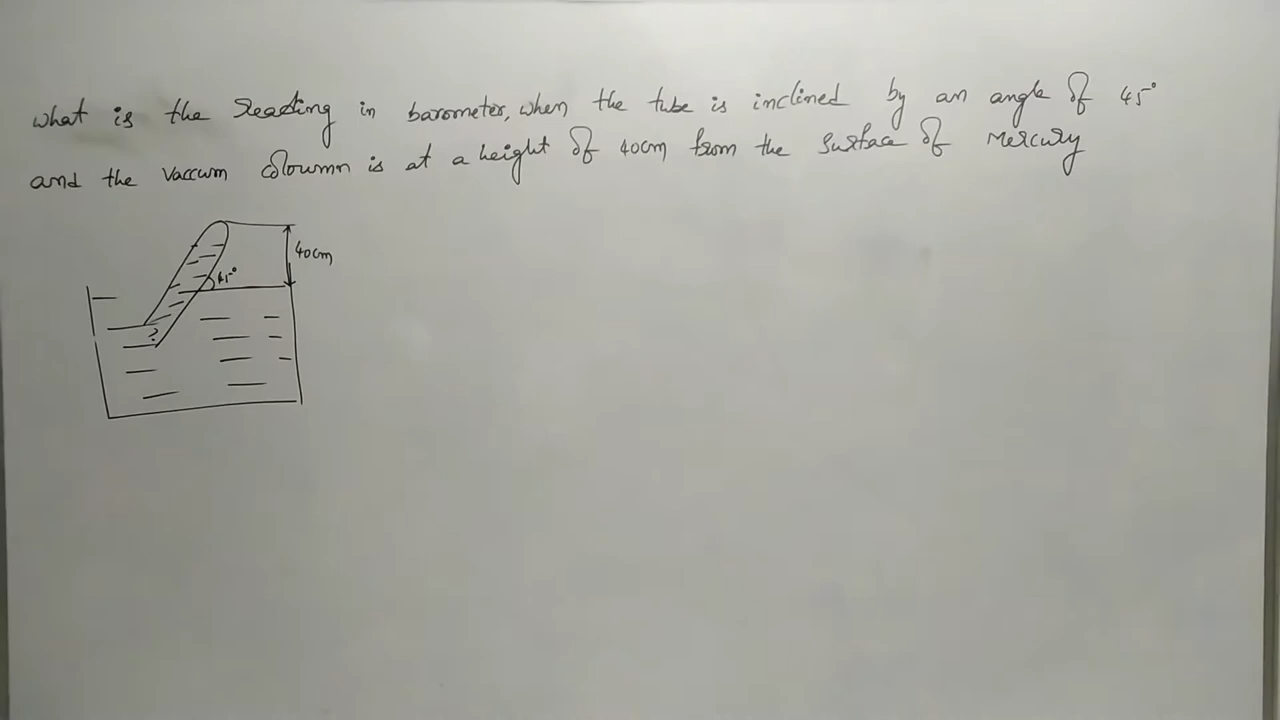 what is the reading in barometer, when the tube is inclined by an angle of 45°
and the vaccum coloumn is at a height of 40cm from the surface of mercury
40cm
45°
?